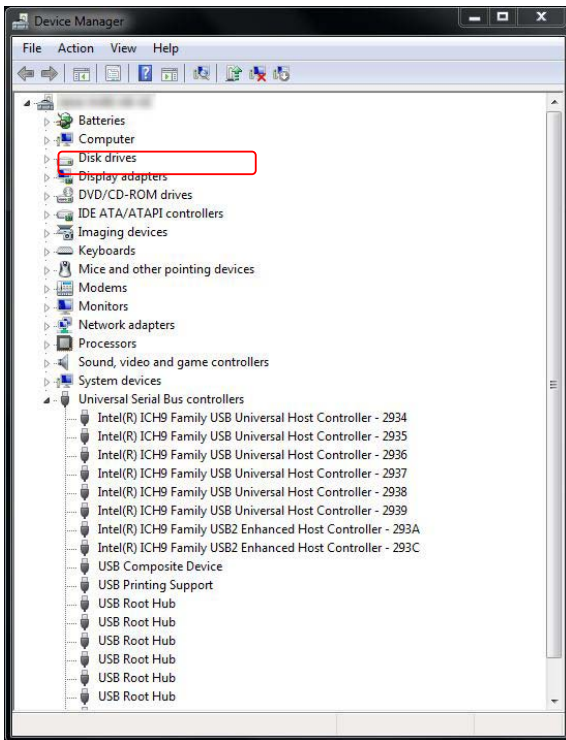 Device Manager
File Action View Help
Batteries
Computer
Disk drives
Display adapters
DVD/CD-ROM drives
IDE ATA/ATAPI controllers
Imaging devices
Keyboards
Mice and other pointing devices
Modems
Monitors
Network adapters
Processors
Sound, video and game controllers
System devices
Universal Serial Bus controllers
Intel(R) ICH9 Family USB Universal Host Controller - 2934
Intel(R) ICH9 Family USB Universal Host Controller - 2935
Intel(R) ICH9 Family USB Universal Host Controller - 2936
Intel(R) ICH9 Family USB Universal Host Controller - 2937
Intel(R) ICH9 Family USB Universal Host Controller - 2938
Intel(R) ICH9 Family USB Universal Host Controller - 2939
Intel(R) ICH9 Family USB2 Enhanced Host Controller - 293A
Intel(R) ICH9 Family USB2 Enhanced Host Controller - 293C
USB Composite Device
USB Printing Support
USB Root Hub
USB Root Hub
USB Root Hub
USB Root Hub
USB Root Hub
USB Root Hub